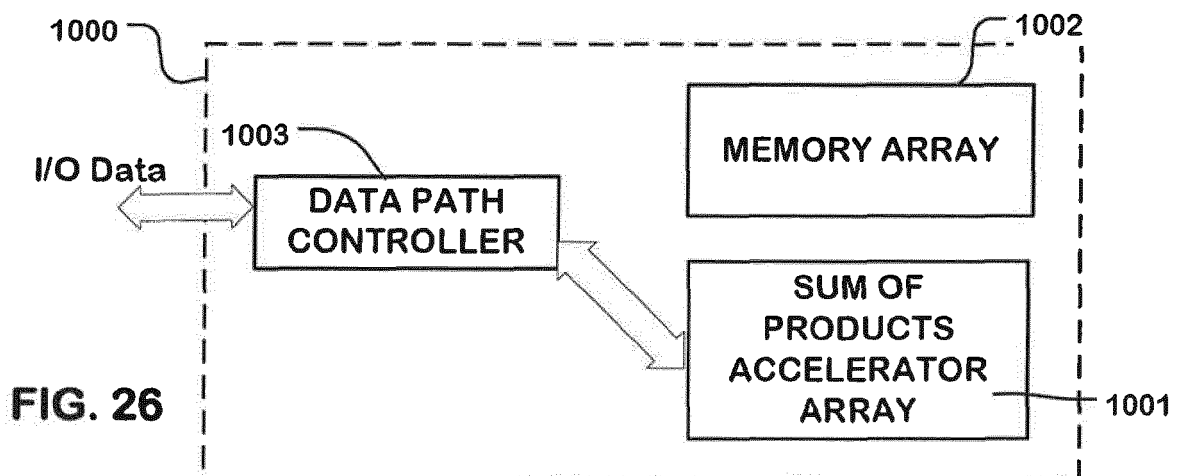 1000
1002
1003
MEMORY ARRAY
I/O Data
DATA PATH
CONTROLLER
SUM OF
PRODUCTS
ACCELERATOR
ARRAY
1001
FIG. 26